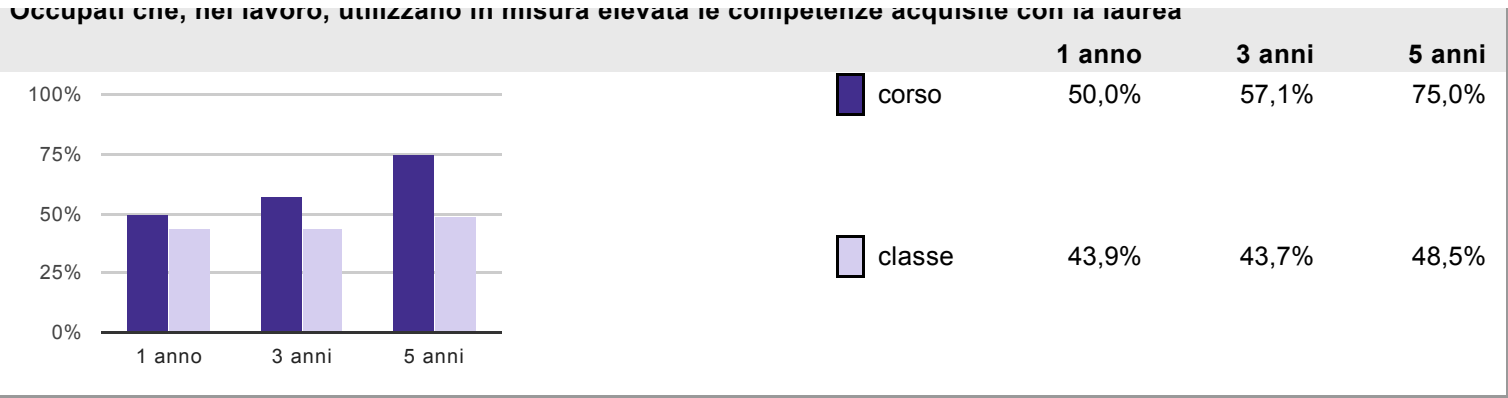 Occupati che, nel lavoro, utilizzano in misura elevata le competenze acquisite con la laurea
1 anno 3 anni 5 anni
corso 50,0% 57,1% 75,0%
classe 43,9% 43,7% 48,5%
100%
75%
50%
25%
0%
1 anno 3 anni 5 anni